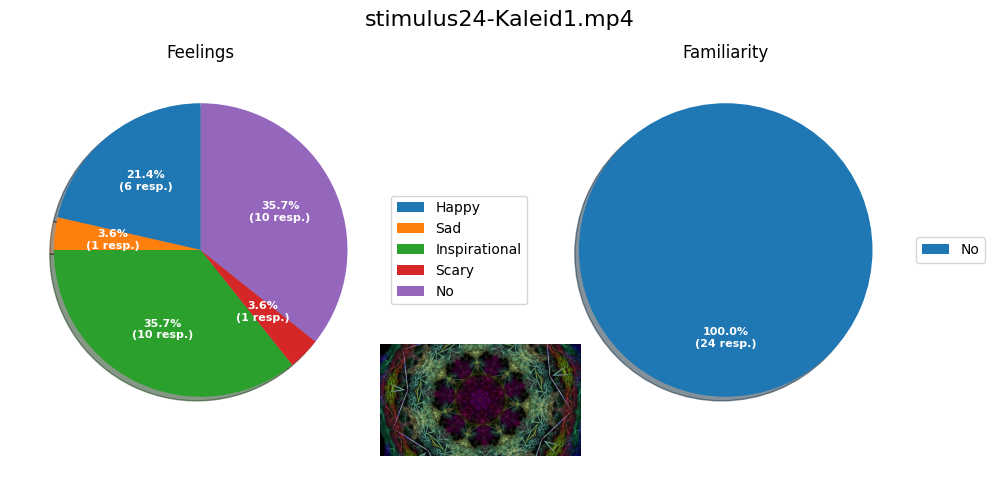 stimulus24-Kaleid1.mp4
Feelings
21.4%
(6 resp.)
3.6%
(1 resp.)
35.7%
(10 resp.)
3.6%
(1 resp.)
35.7%
(10 resp.)
Happy
Sad
Inspirational
Scary
No
Familiarity
100.0%
(24 resp.)
No